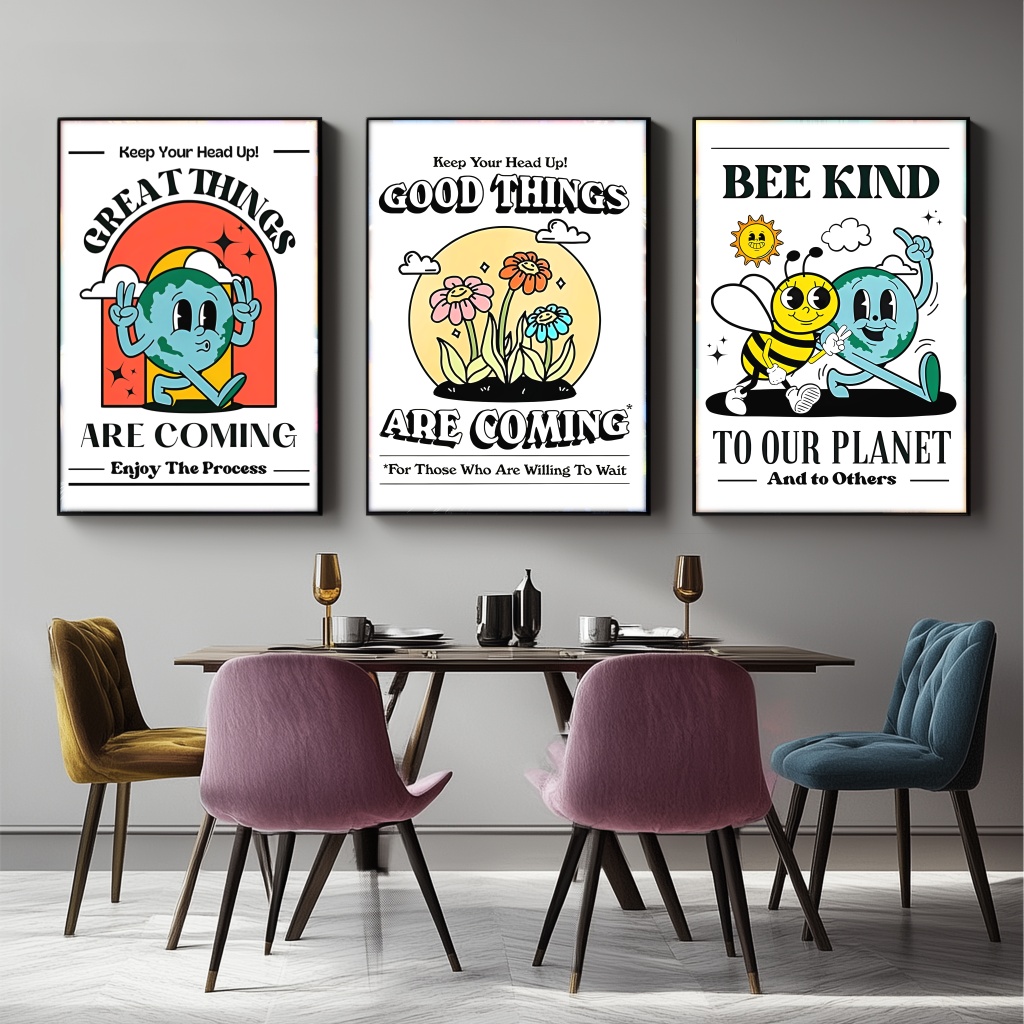 Keep Your Head Up!
GREAT THINGS
ARE COMING
Enjoy The Process
Keep Your Head Up!
GOOD THINGS
ARE COMING*
*For Those Who Are Willing To Wait
BEE KIND
TO OUR PLANET
And to Others